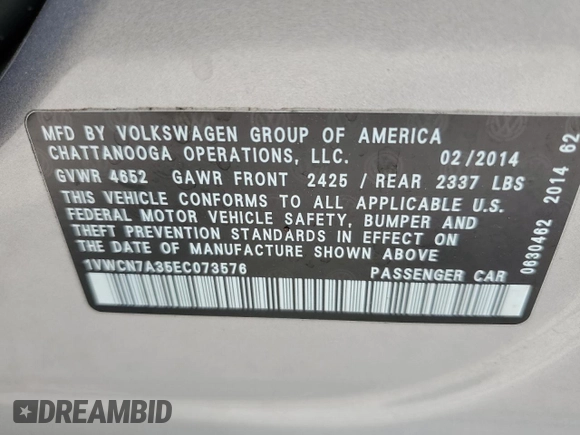 MFD BY VOLKSWAGEN GROUP OF AMERICA
CHATTANOOGA OPERATIONS, LLC. 02/2014
GVWR 4652 GAWR FRONT 2425 / REAR 2337 LBS
THIS VEHICLE CONFORMS TO ALL APPLICABLE U.S.
FEDERAL MOTOR VEHICLE SAFETY, BUMPER AND
THEFT PREVENTION STANDARDS IN EFFECT ON
THE DATE OF MANUFACTURE SHOWN ABOVE
1VWCN7A36EC073576 PASSENGER CAR
0630462 2014 62
DREAMBID